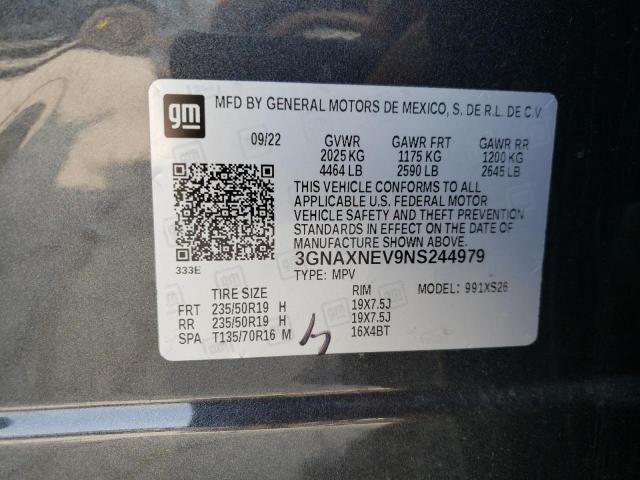 gm MFD BY GENERAL MOTORS DE MEXICO, S. DE R.L. DE C.V.
09/22 GVWR GAWR FRT GAWR RR
2025 KG 1175 KG 1200 KG
4464 LB 2590 LB 2645 LB
THIS VEHICLE CONFORMS TO ALL
APPLICABLE U.S. FEDERAL MOTOR
VEHICLE SAFETY AND THEFT PREVENTION
STANDARDS IN EFFECT ON THE DATE OF
MANUFACTURE SHOWN ABOVE.
3GNAXNEV9NS244979
333E TYPE: MPV MODEL: 991XS26
TIRE SIZE RIM
FRT 235/50R19 H 19X7.5J
RR 235/50R19 H 19X7.5J
SPA T135/70R16 M 16X4BT